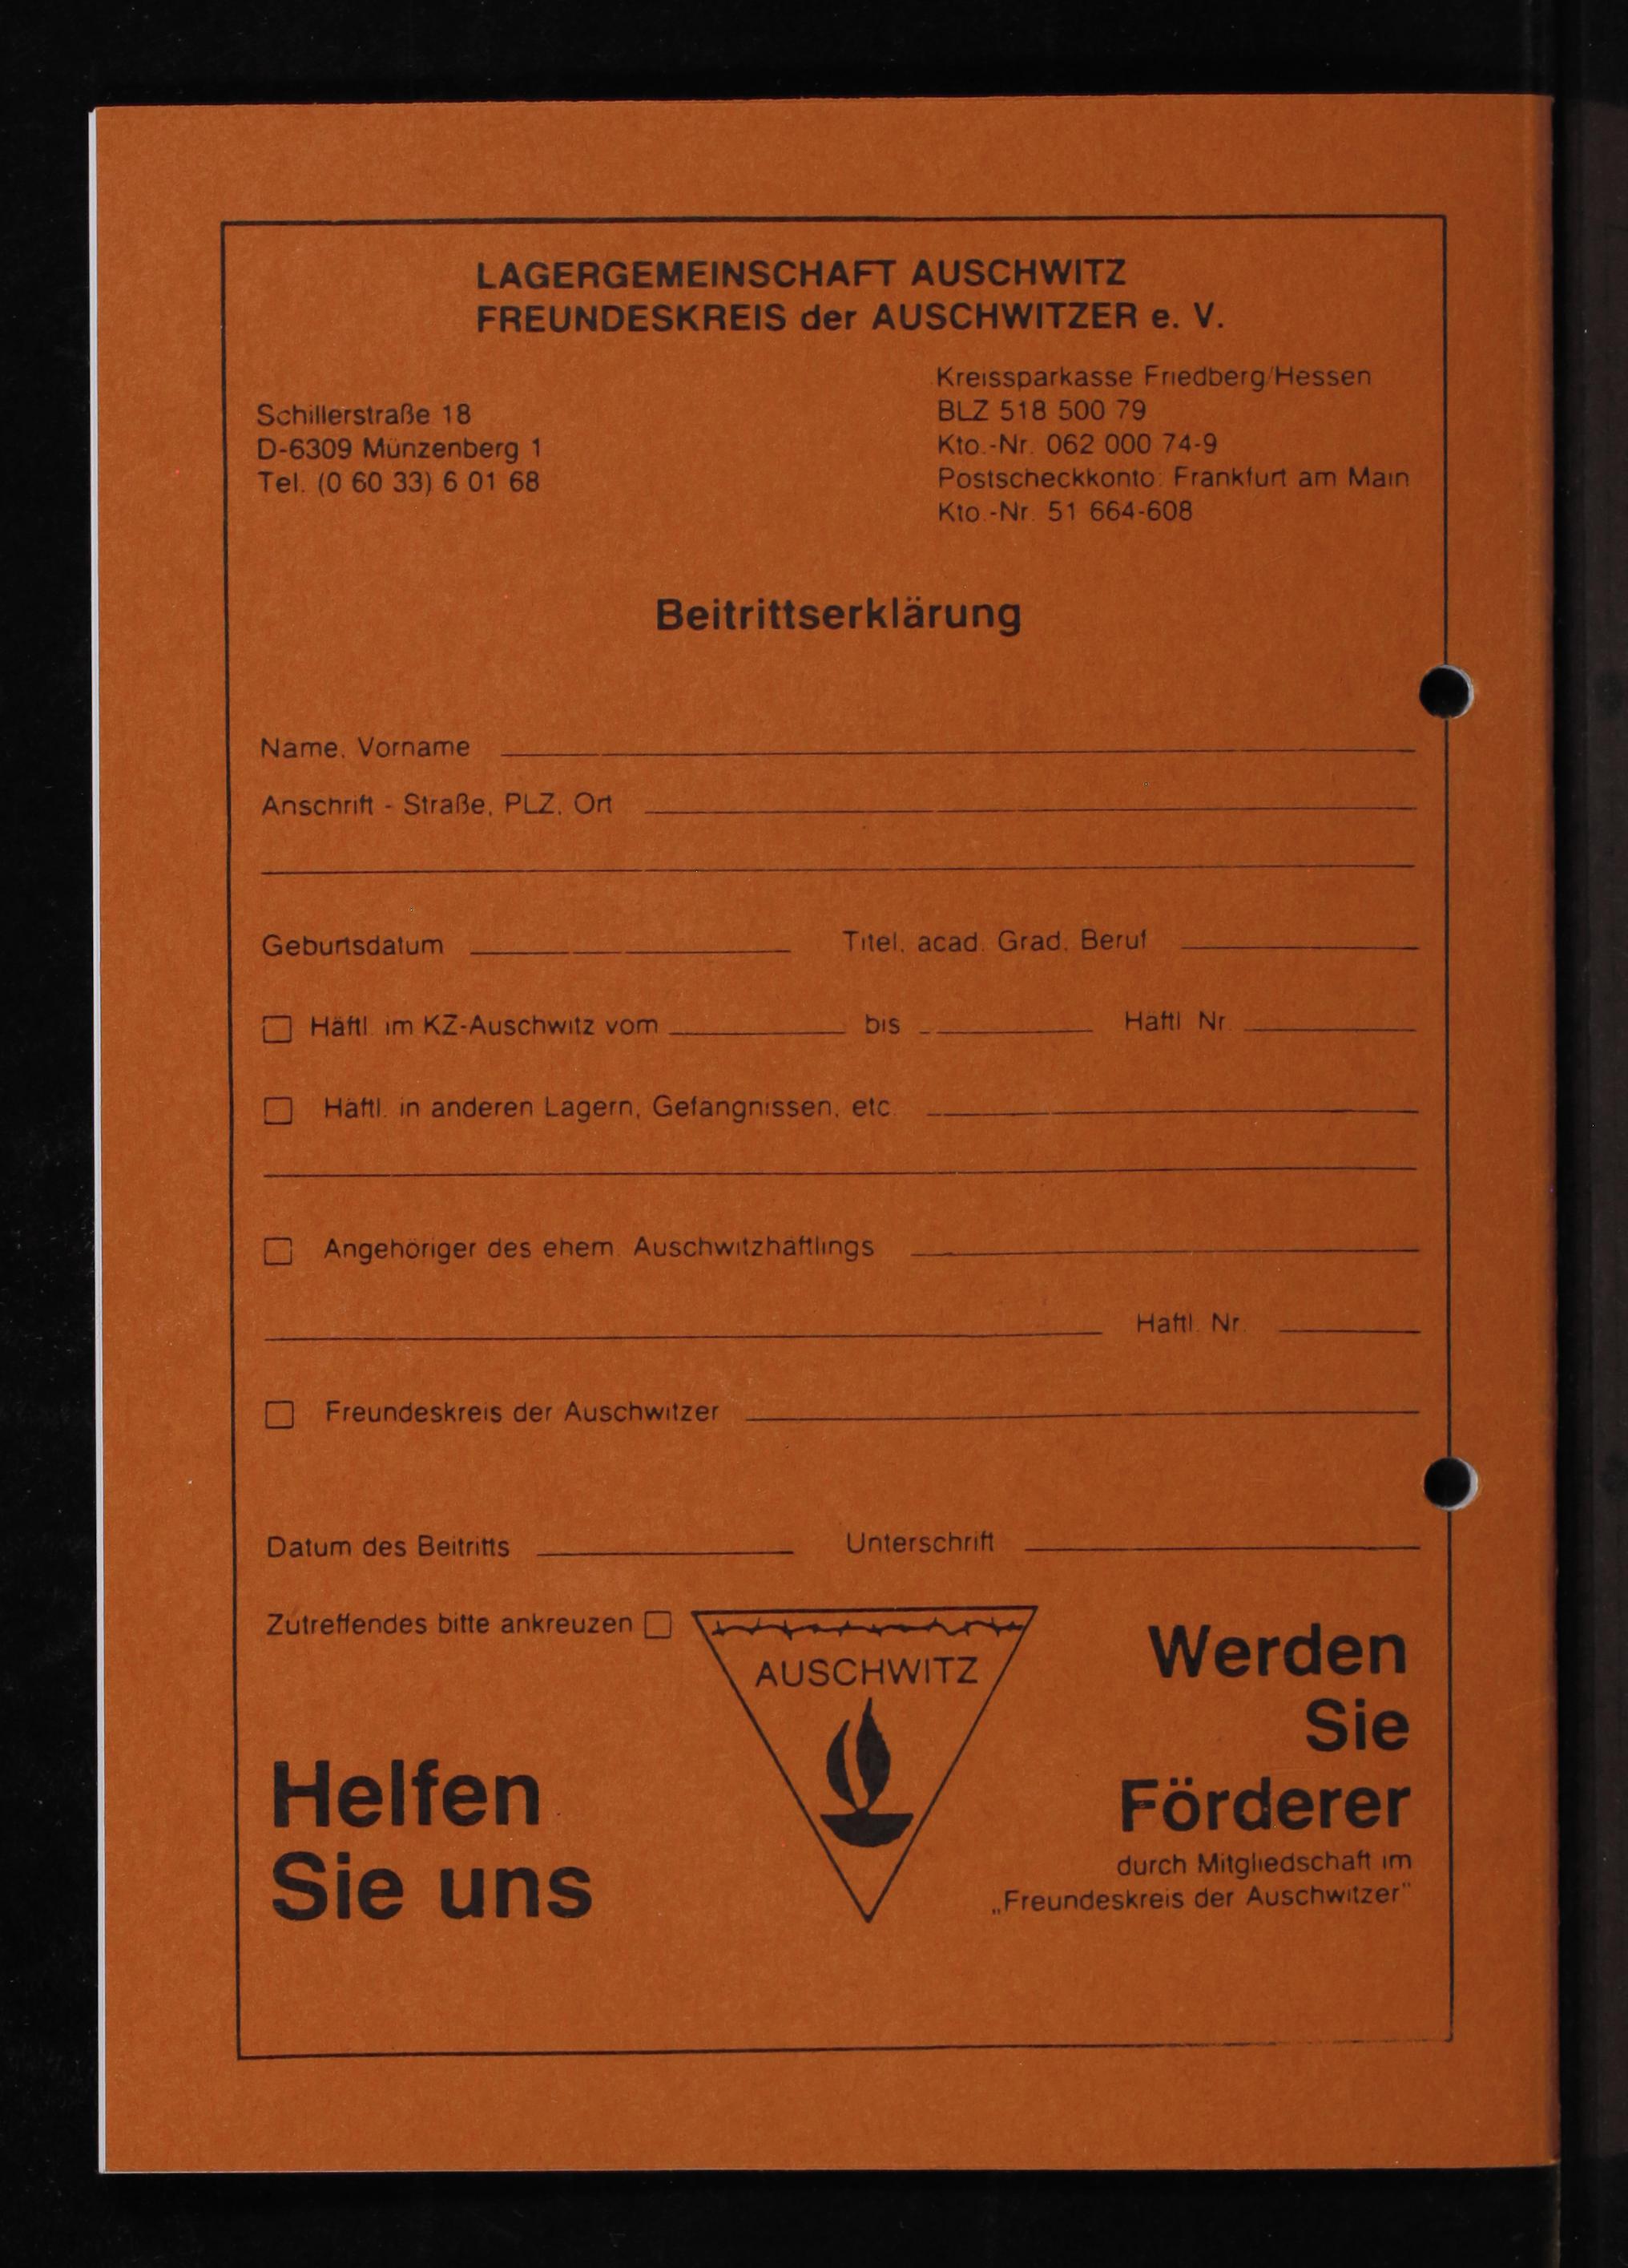 LAGERGEMEINSCHAFT AUSCHWITZ
FREUNDESKREIS der AUSCHWITZER e. V.
Schillerstraße 18
D-6309 Münzenberg 1
Tel. (0 60 33) 6 01 68
Kreissparkasse Friedberg/Hessen
BLZ 518 500 79
Kto.-Nr. 062 000 74-9
Postscheckkonto: Frankfurt am Main
Kto.-Nr. 51 664-608
Beitrittserklärung
Name, Vorname
Anschrift - Straße, PLZ, Ort
Geburtsdatum Titel, acad. Grad, Beruf
Häftl. im KZ-Auschwitz vom bis Häftl. Nr.
Häftl. in anderen Lagern, Gefängnissen, etc.
Angehöriger des ehem. Auschwitzhäftlings
Häftl. Nr.
Freundeskreis der Auschwitzer
Datum des Beitritts Unterschrift
Zutreffendes bitte ankreuzen
AUSCHWITZ
Helfen
Sie uns
Werden
Sie
Förderer
durch Mitgliedschaft im
„Freundeskreis der Auschwitzer"